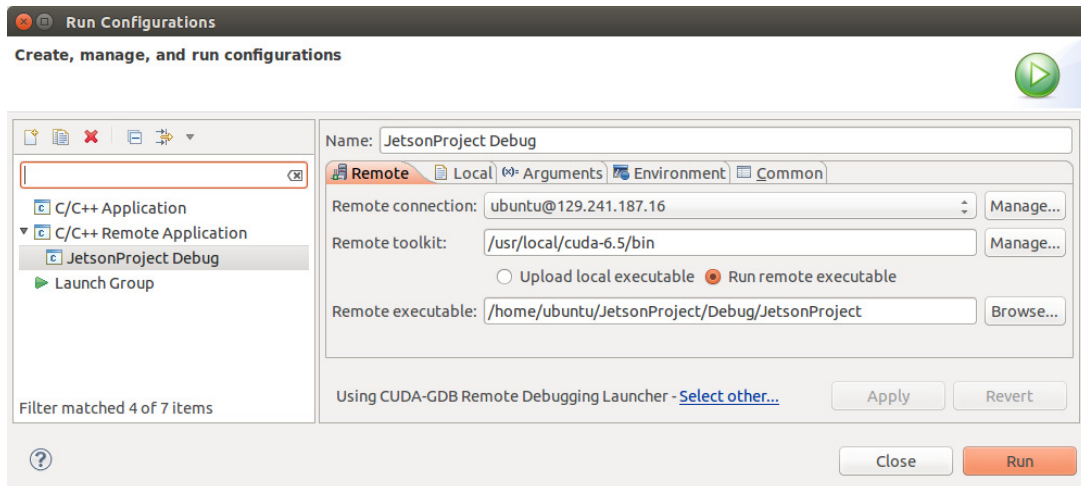 Run Configurations
Create, manage, and run configurations
Name: JetsonProject Debug
Remote Local (x)= Arguments Environment Common
C/C++ Application
C/C++ Remote Application
JetsonProject Debug
Launch Group
Filter matched 4 of 7 items
Remote connection: ubuntu@129.241.187.16 Manage...
Remote toolkit: /usr/local/cuda-6.5/bin Manage...
Upload local executable Run remote executable
Remote executable: /home/ubuntu/JetsonProject/Debug/JetsonProject Browse...
Using CUDA-GDB Remote Debugging Launcher - Select other... Apply Revert
? Close Run